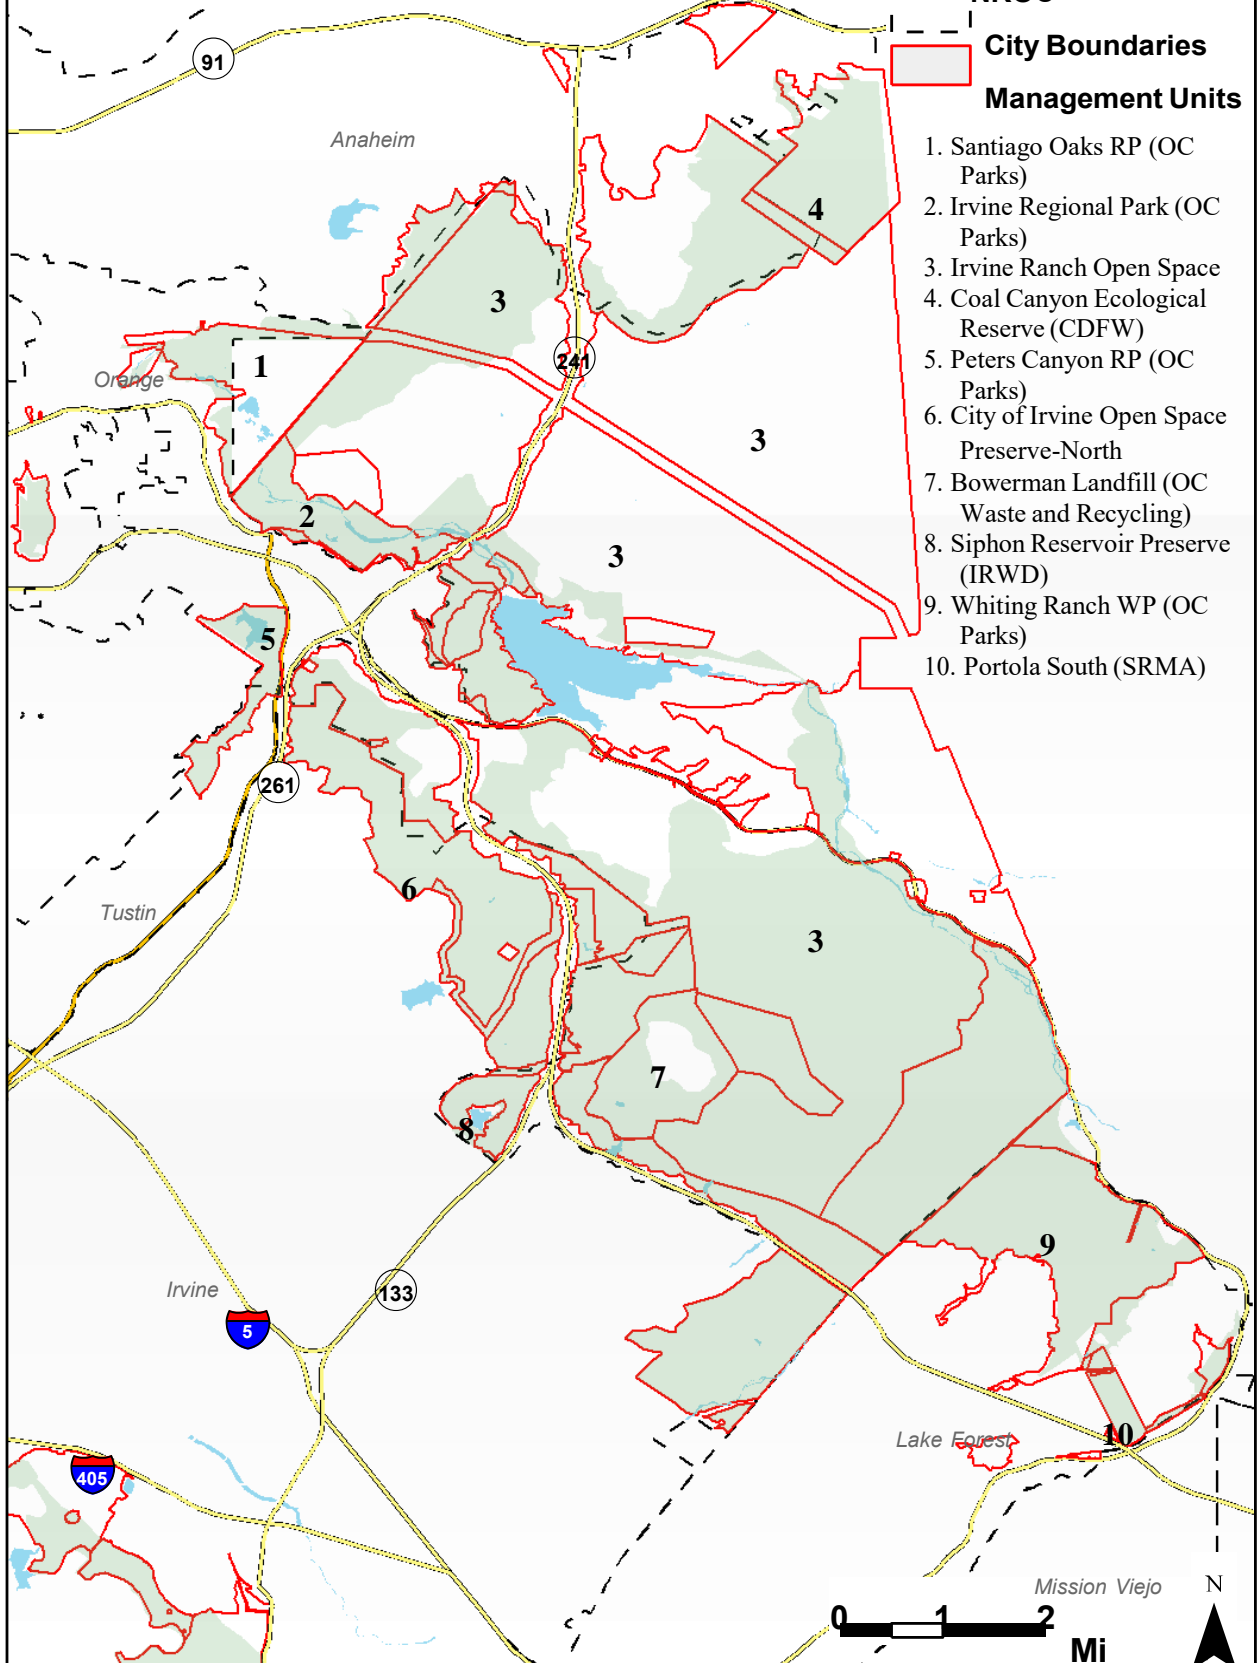 City Boundaries
Management Units
1. Santiago Oaks RP (OC
Parks)
2. Irvine Regional Park (OC
Parks)
3. Irvine Ranch Open Space
4. Coal Canyon Ecological
Reserve (CDFW)
5. Peters Canyon RP (OC
Parks)
6. City of Irvine Open Space
Preserve-North
7. Bowerman Landfill (OC
Waste and Recycling)
8. Siphon Reservoir Preserve
(IRWD)
9. Whiting Ranch WP (OC
Parks)
10. Portola South (SRMA)
91
Anaheim
4
3
1
241
Orange
3
2
3
5
261
6
Tustin
3
7
8
9
Irvine
133
5
10
Lake Forest
405
Mission Viejo
N
0 1 2
Mi